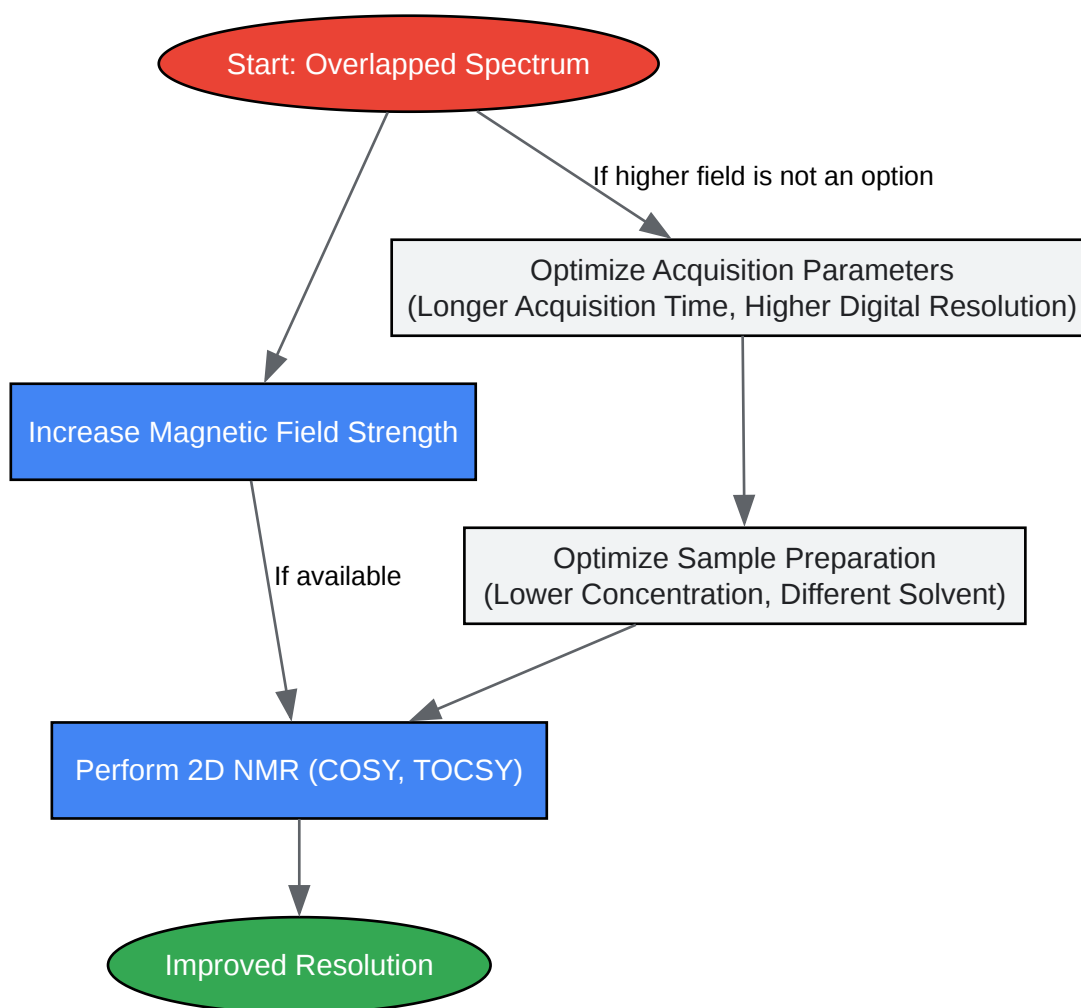 Start: Overlapped Spectrum
If higher field is not an option
Optimize Acquisition Parameters
(Longer Acquisition Time, Higher Digital Resolution)
Increase Magnetic Field Strength
If available
Optimize Sample Preparation
(Lower Concentration, Different Solvent)
Perform 2D NMR (COSY, TOCSY)
Improved Resolution